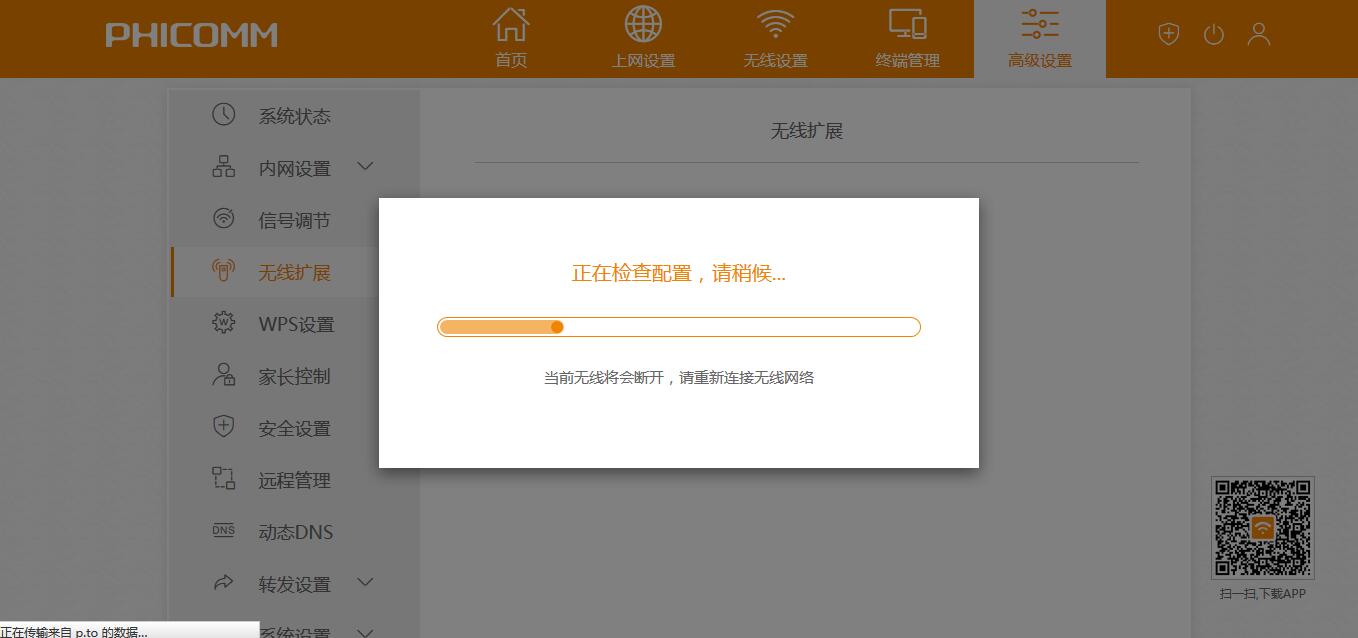 PHICOMM
首页
上网设置
无线设置
终端管理
高级设置
系统状态
内网设置
信号调节
无线扩展
WPS设置
家长控制
安全设置
远程管理
DNS
动态DNS
转发设置
系统设置
无线扩展
正在检查配置，请稍候...
当前无线将会断开，请重新连接无线网络
扫一扫,下载APP
正在传输来自 p.to 的数据...